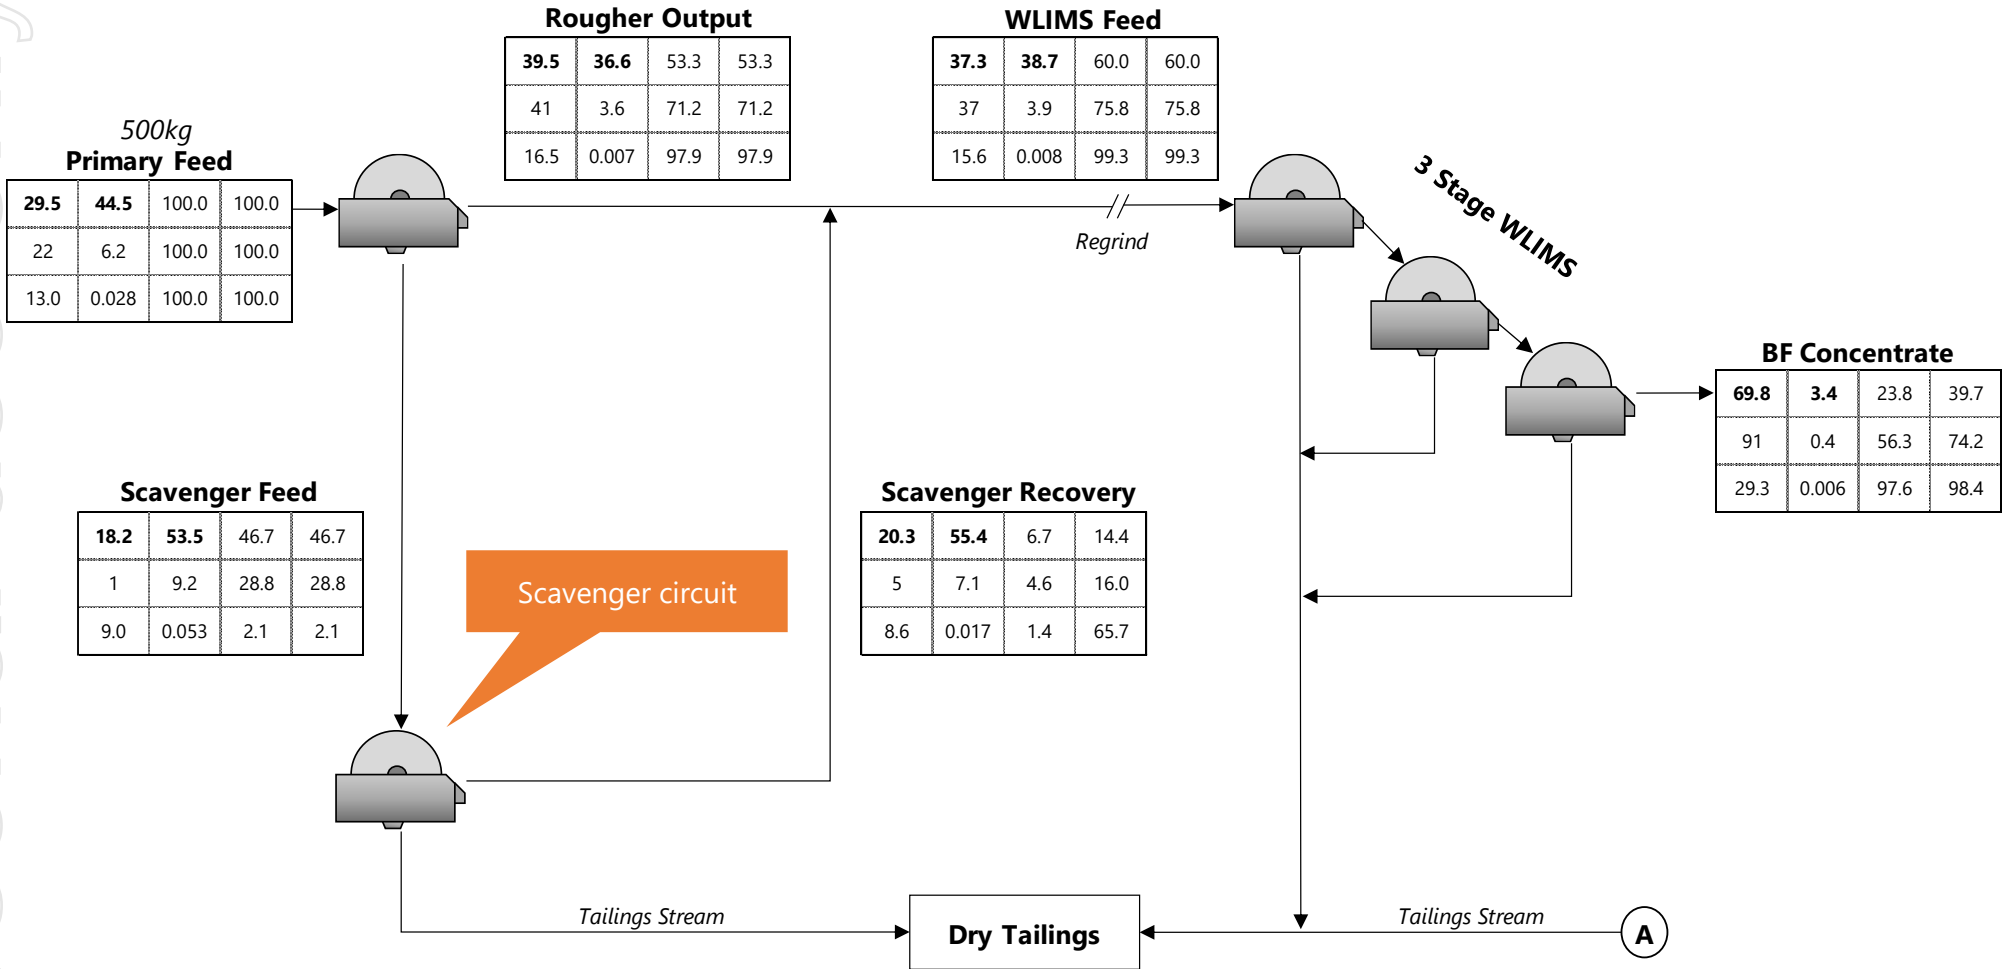 Rougher Output
39.5 36.6 53.3 53.3
41 3.6 71.2 71.2
16.5 0.007 97.9 97.9
WLIMS Feed
37.3 38.7 60.0 60.0
37 3.9 75.8 75.8
15.6 0.008 99.3 99.3
500kg
Primary Feed
29.5 44.5 100.0 100.0
22 6.2 100.0 100.0
13.0 0.028 100.0 100.0
Regrind
3 Stage WLIMS
BF Concentrate
69.8 3.4 23.8 39.7
91 0.4 56.3 74.2
29.3 0.006 97.6 98.4
Scavenger Feed
18.2 53.5 46.7 46.7
1 9.2 28.8 28.8
9.0 0.053 2.1 2.1
Scavenger circuit
Scavenger Recovery
20.3 55.4 6.7 14.4
5 7.1 4.6 16.0
8.6 0.017 1.4 65.7
Tailings Stream
Dry Tailings
Tailings Stream
A